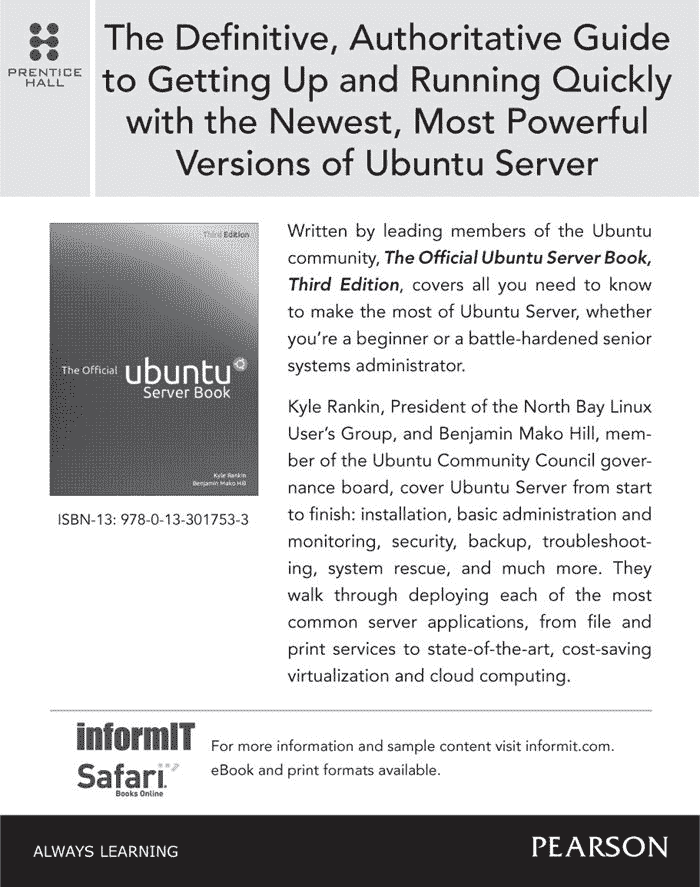 PRENTICE
HALL
The Definitive, Authoritative Guide
to Getting Up and Running Quickly
with the Newest, Most Powerful
Versions of Ubuntu Server
Third Edition
The Official ubuntu
Server Book
Kyle Rankin
Benjamin Mako Hill
ISBN-13: 978-0-13-301753-3
Written by leading members of the Ubuntu
community, The Official Ubuntu Server Book,
Third Edition, covers all you need to know
to make the most of Ubuntu Server, whether
you’re a beginner or a battle-hardened senior
systems administrator.
Kyle Rankin, President of the North Bay Linux
User’s Group, and Benjamin Mako Hill, mem-
ber of the Ubuntu Community Council gover-
nance board, cover Ubuntu Server from start
to finish: installation, basic administration and
monitoring, security, backup, troubleshoot-
ing, system rescue, and much more. They
walk through deploying each of the most
common server applications, from file and
print services to state-of-the-art, cost-saving
virtualization and cloud computing.
informIT
Safari
Books Online
For more information and sample content visit informit.com.
eBook and print formats available.
ALWAYS LEARNING
PEARSON